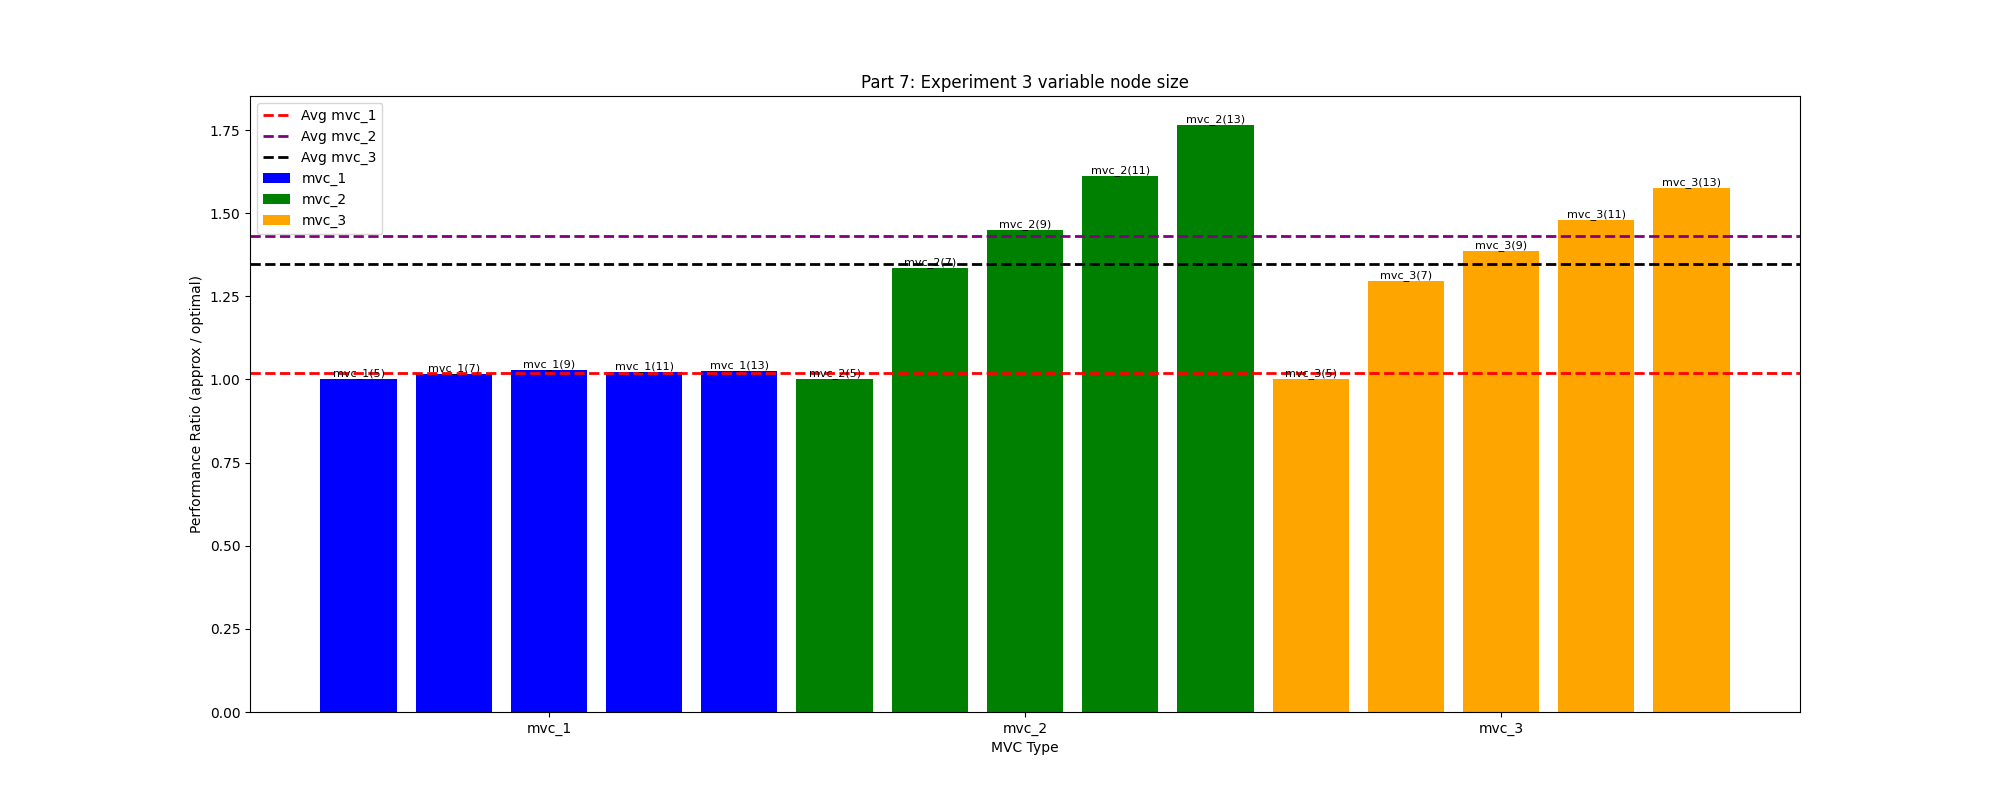 Part 7: Experiment 3 variable node size
Avg mvc_1
Avg mvc_2
Avg mvc_3
mvc_1
mvc_2
mvc_3
Performance Ratio (approx / optimal)
1.75
1.50
1.25
1.00
0.75
0.50
0.25
0.00
mvc_1(5)
mvc_1(7)
mvc_1(9)
mvc_1(11)
mvc_1(13)
mvc_2(5)
mvc_2(7)
mvc_2(9)
mvc_2(11)
mvc_2(13)
mvc_3(5)
mvc_3(7)
mvc_3(9)
mvc_3(11)
mvc_3(13)
mvc_1
mvc_2
mvc_3
MVC Type